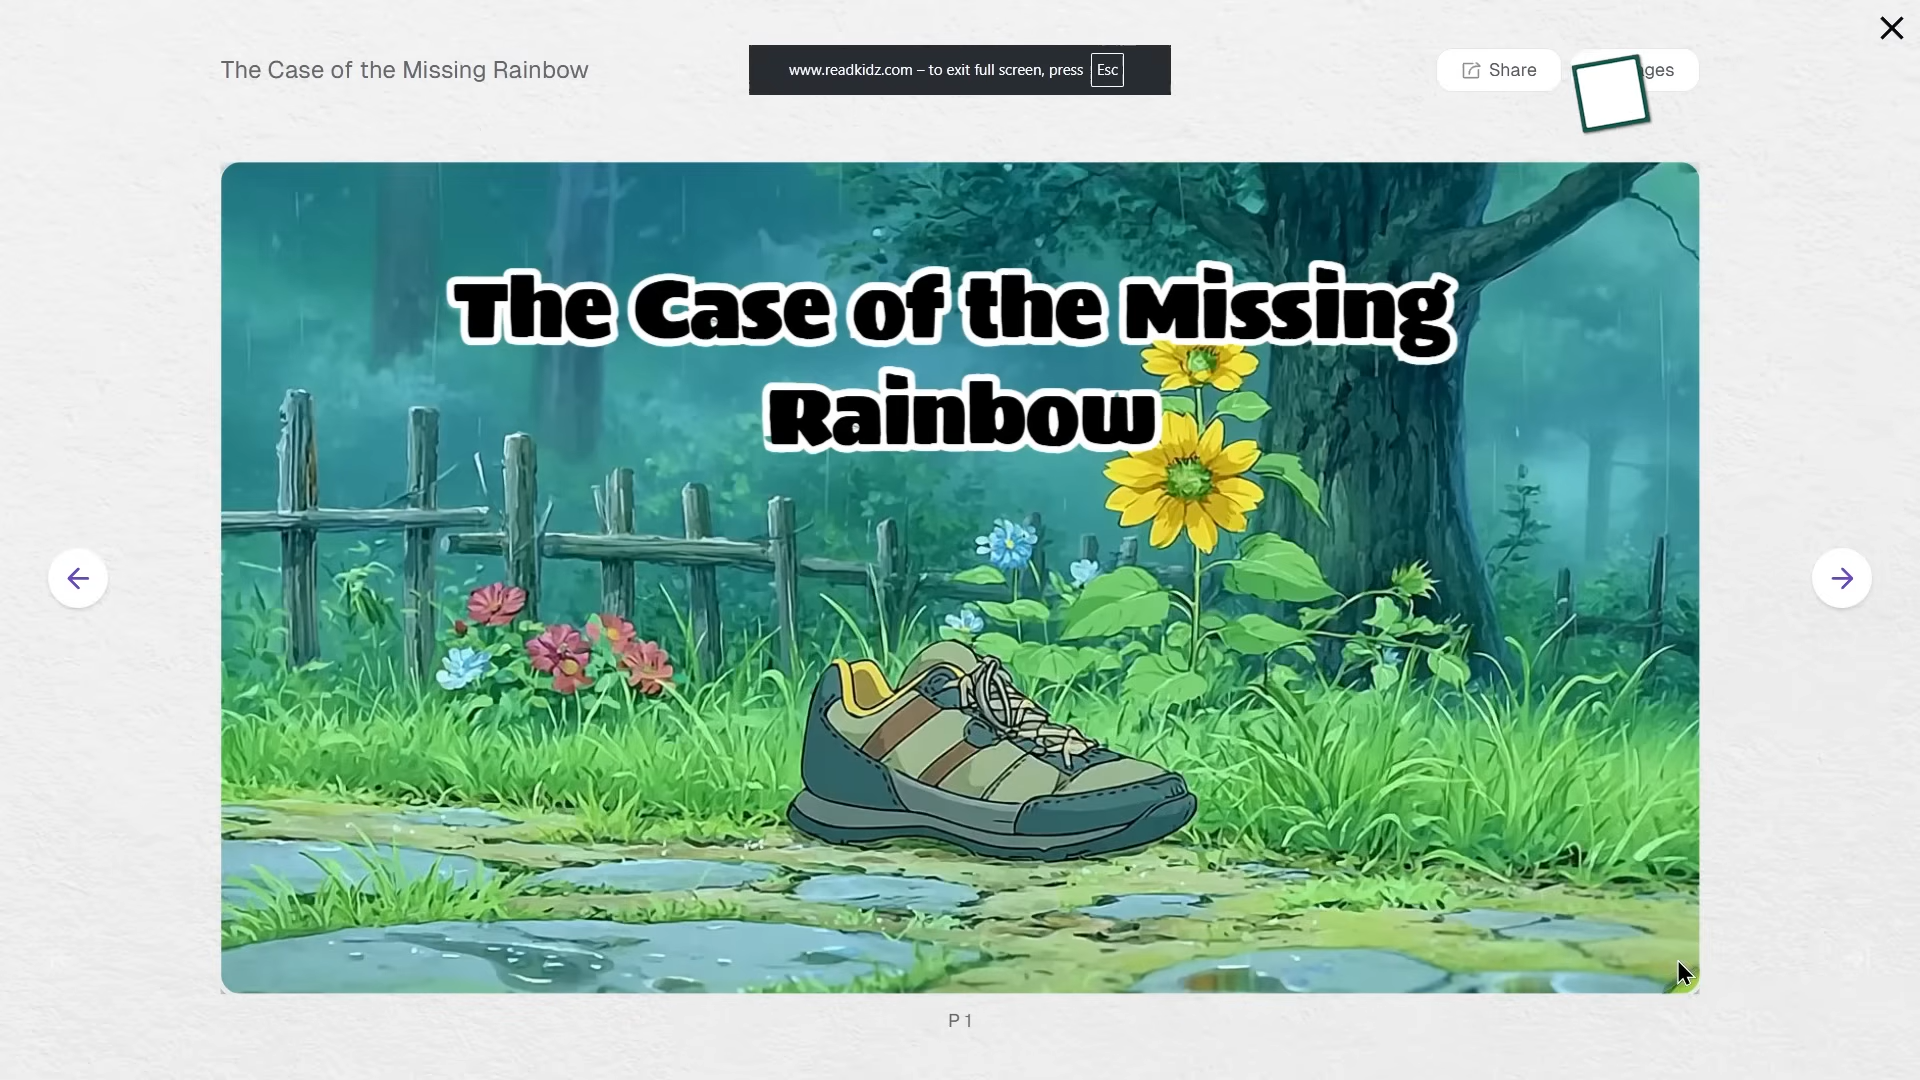 The Case of the Missing Rainbow
www.readkidz.com – to exit full screen, press Esc
Share
The Case of the Missing
Rainbow
P 1